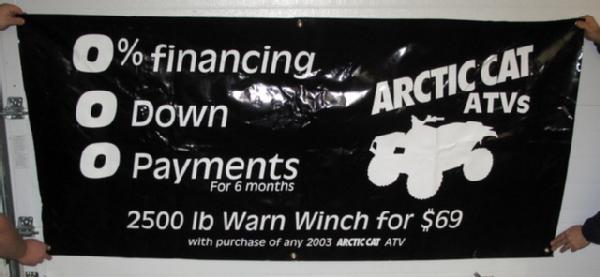 0% financing
0 Down
0 Payments
For 6 months
ARCTIC CAT
ATVs
2500 lb Warn Winch for $69
with purchase of any 2003 ARCTIC CAT ATV